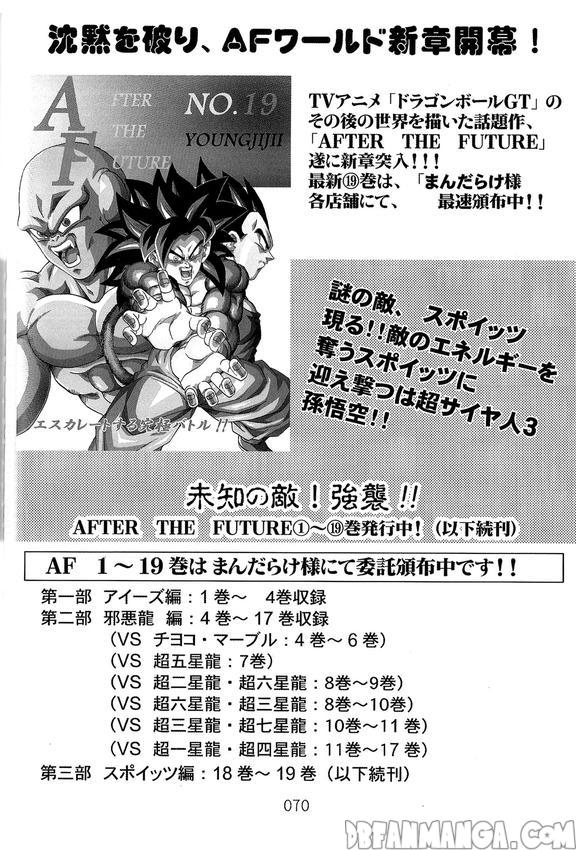 沈黙を破り、AFワールド新章開幕！
AFTER
THE
FUTURE
NO.19
YOUNGJIJII
エスカレートする究極バトル!!
TVアニメ「ドラゴンボールGT」の
その後の世界を描いた話題作、
「AFTER THE FUTURE」
遂に新章突入!!!
最新⑲巻は、「まんだらけ様
各店舗にて、　最速頒布中!!
謎の敵、スポイッツ
現る!!敵のエネルギーを
奪うスポイッツに
迎え撃つは超サイヤ人3
孫悟空!!
未知の敵！強襲!!
AFTER THE FUTURE①～⑲巻発行中!（以下続刊）
AF　1～19巻は まんだらけ様にて委託頒布中です!!
第一部 アイーズ編：1巻～　4巻収録
第二部 邪悪龍 編：4巻～17巻収録
（VS チヨコ・マーブル：4巻～6巻）
（VS 超五星龍：7巻）
（VS 超二星龍・超六星龍：8巻～9巻）
（VS 超六星龍・超三星龍：8巻～10巻）
（VS 超三星龍・超七星龍：10巻～11巻）
（VS 超一星龍・超四星龍：11巻～17巻）
第三部 スポイッツ編：18巻～19巻（以下続刊）
070
DBFANMANGA.COM